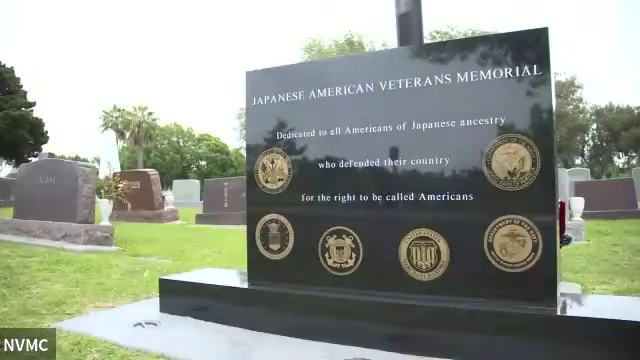 JAPANESE AMERICAN VETERANS MEMORIAL
Dedicated to all Americans of Japanese ancestry
who defended their country
for the right to be called Americans
NVMC